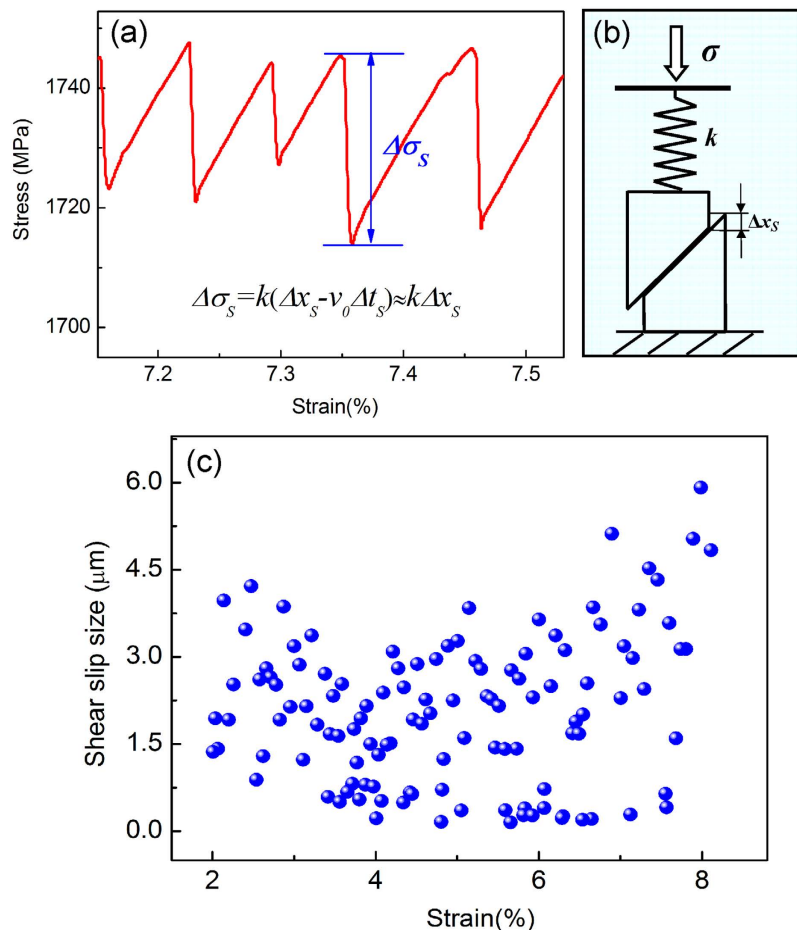 (a)
1740
1720
1700
Stress (MPa)
Δσ_S
Δσ_S=k(Δx_S-v_0Δt_S)≈kΔx_S
7.2 7.3 7.4 7.5
Strain(%)
(b)
σ
k
Δx_S
(c)
6.0
4.5
3.0
1.5
0.0
Shear slip size (μm)
2 4 6 8
Strain(%)